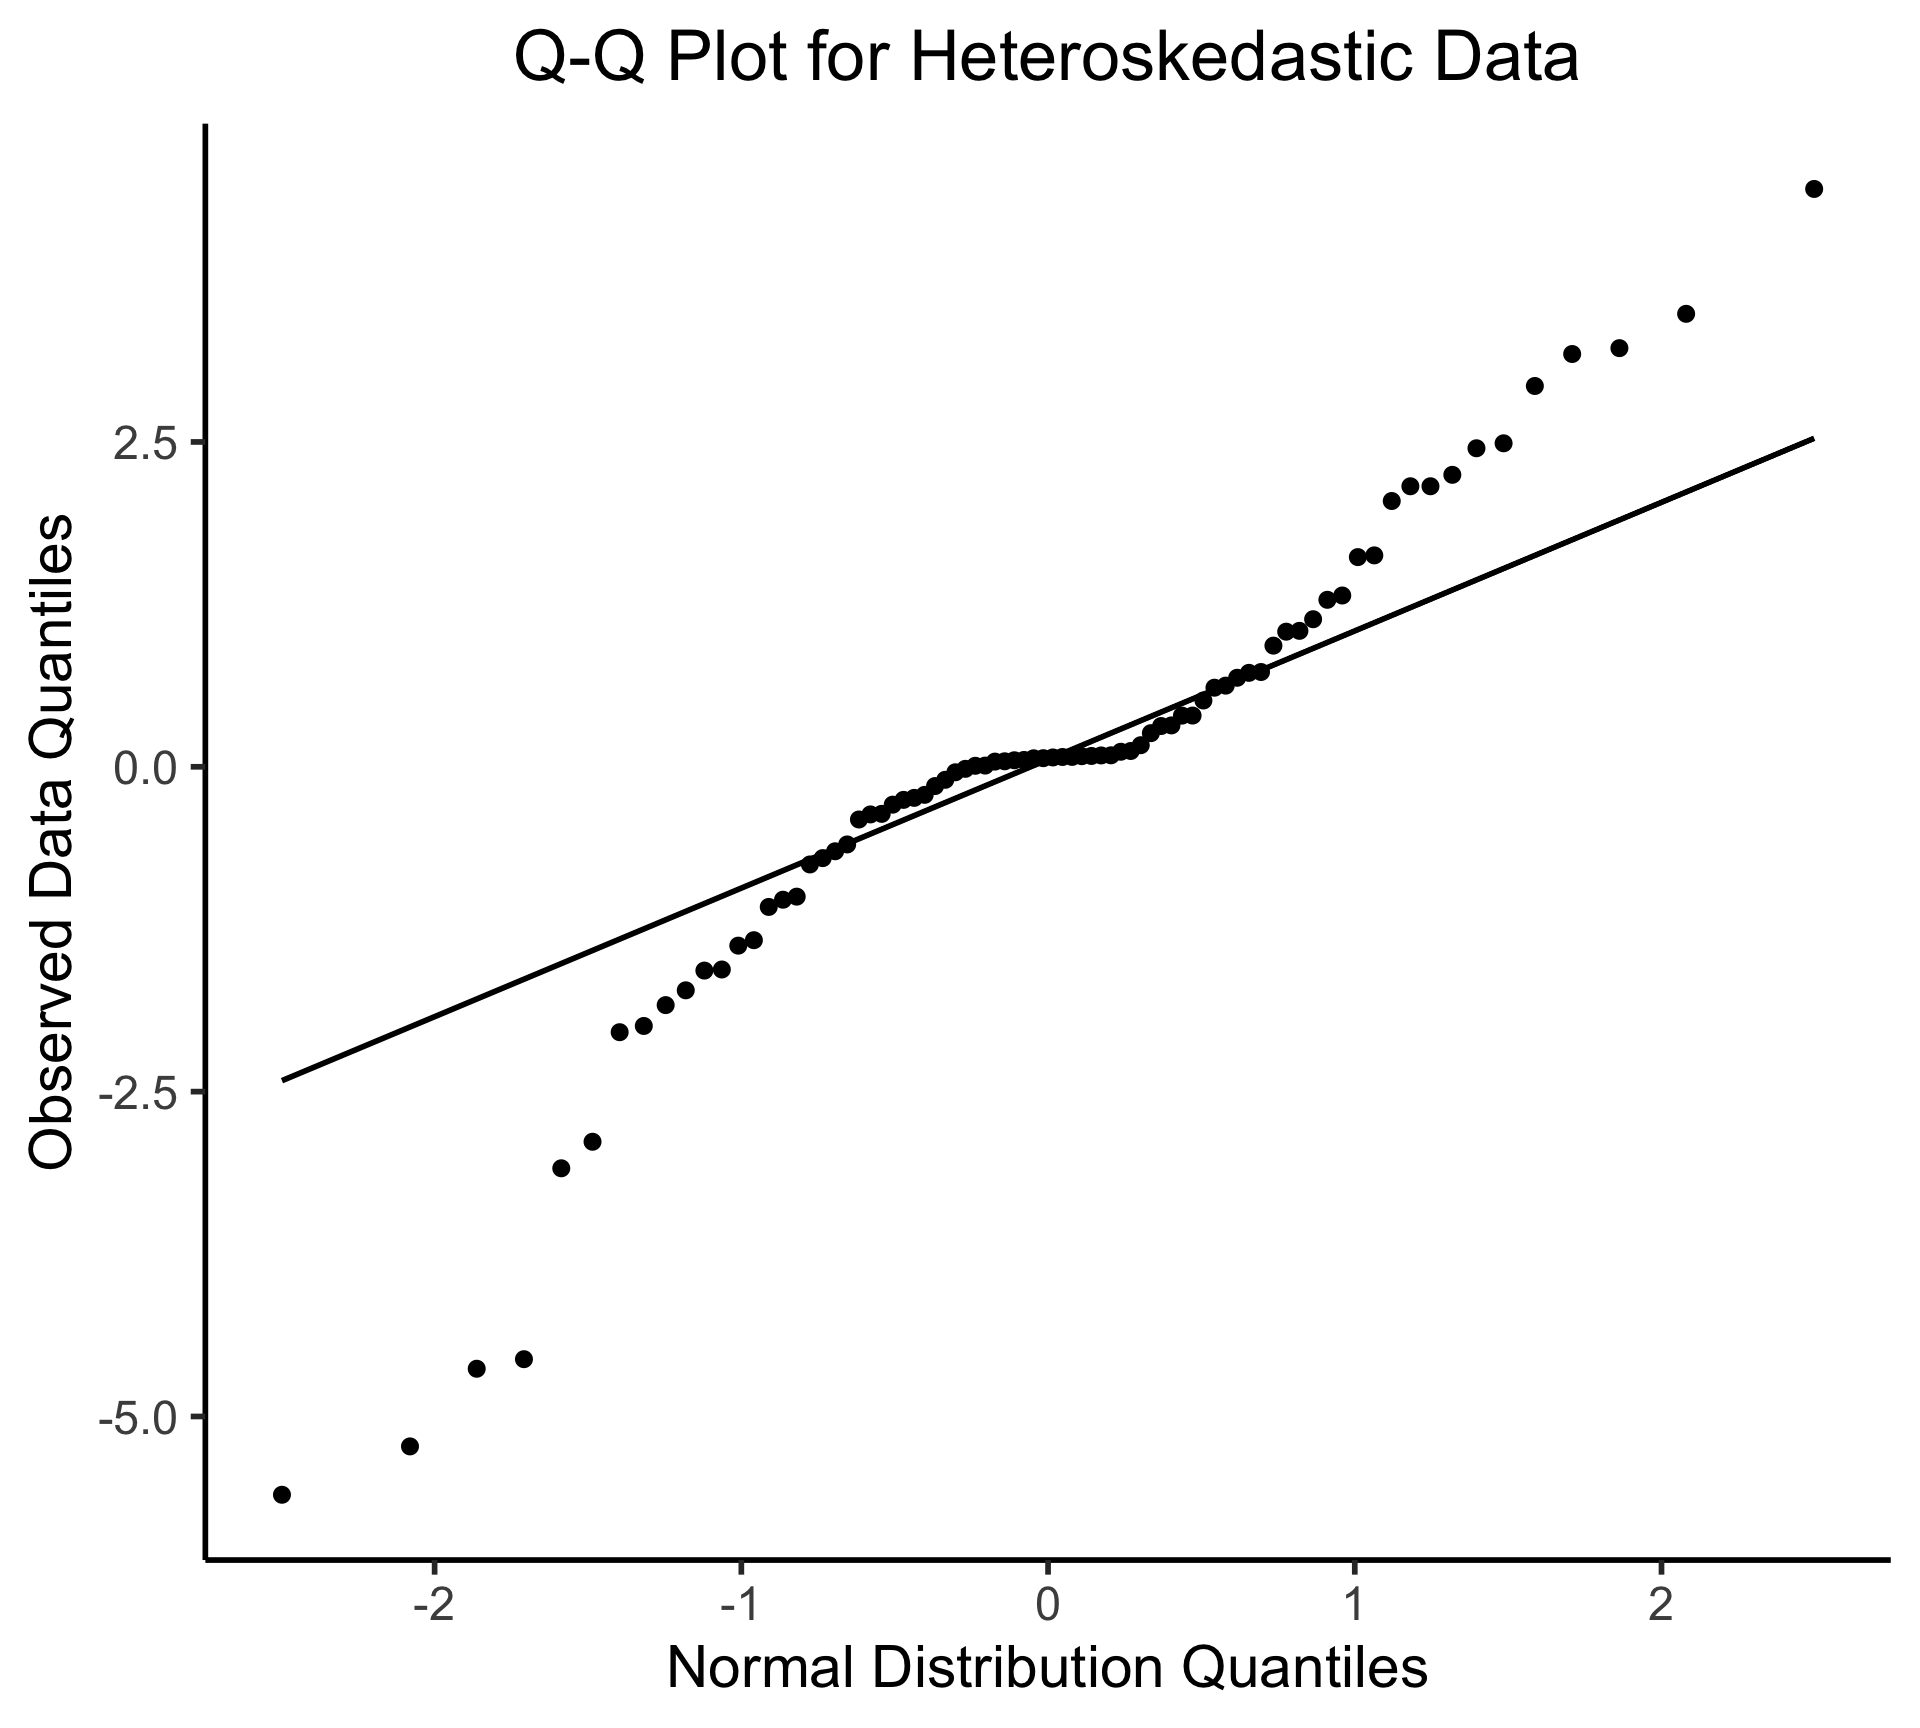 Q-Q Plot for Heteroskedastic Data
Observed Data Quantiles
2.5
0.0
-2.5
-5.0
-2 -1 0 1 2
Normal Distribution Quantiles